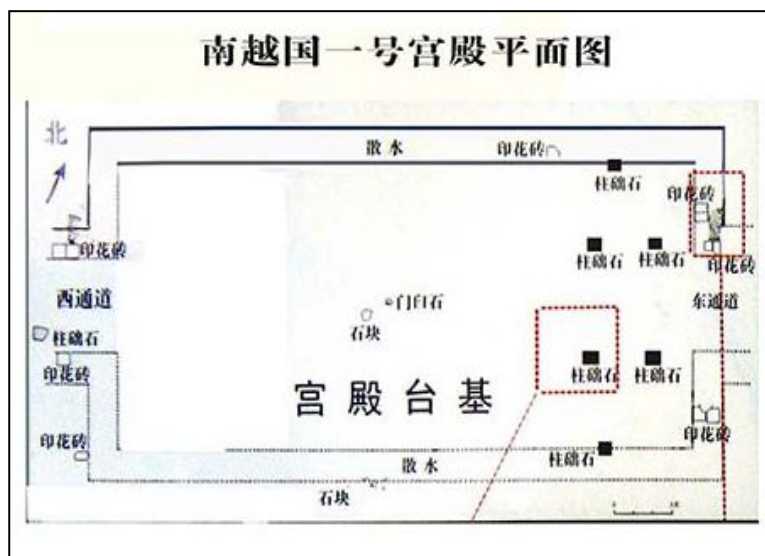 南越国一号宫殿平面图
北
散水
印花砖
柱础石
印花砖
印花砖
柱础石
柱础石
印花砖
西通道
门臼石
东通道
石块
柱础石
印花砖
柱础石
柱础石
宫殿台基
印花砖
印花砖
柱础石
散水
石块